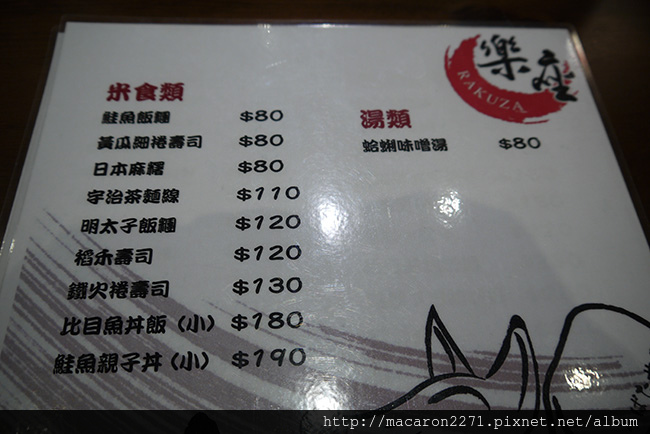 樂座
RAKUZA
米食類
鮭魚飯糰 $80
黃瓜細捲壽司 $80
日本麻糬 $80
宇治茶麵線 $110
明太子飯糰 $120
稻禾壽司 $120
鐵火捲壽司 $130
比目魚丼飯(小) $180
鮭魚親子丼(小) $190
湯類
蛤蜊味噌湯 $80
http://macaron2271.pixnet.net/album